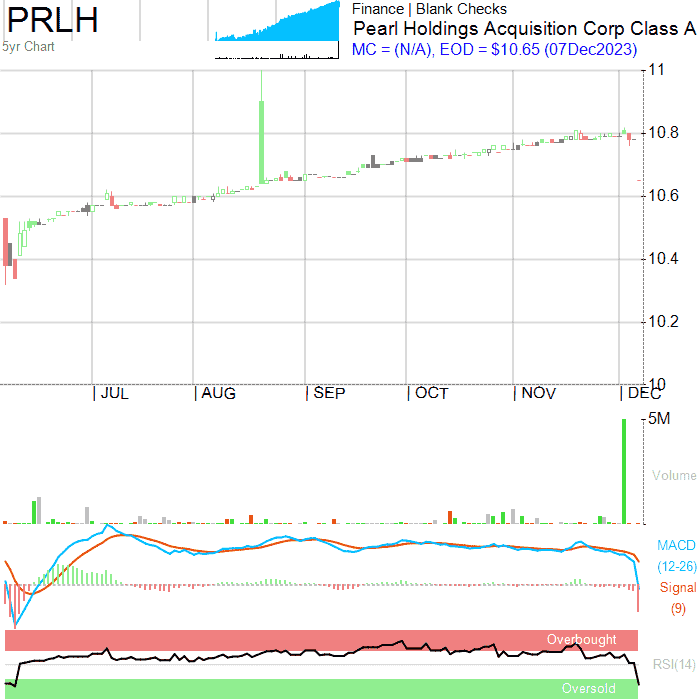 PRLH
5yr Chart
Finance | Blank Checks
Pearl Holdings Acquisition Corp Class A
MC = (N/A), EOD = $10.65 (07Dec2023)
11
10.8
10.6
10.4
10.2
10
JUL
AUG
SEP
OCT
NOV
DEC
5M
Volume
MACD
(12-26)
Signal
(9)
Overbought
RSI(14)
Oversold